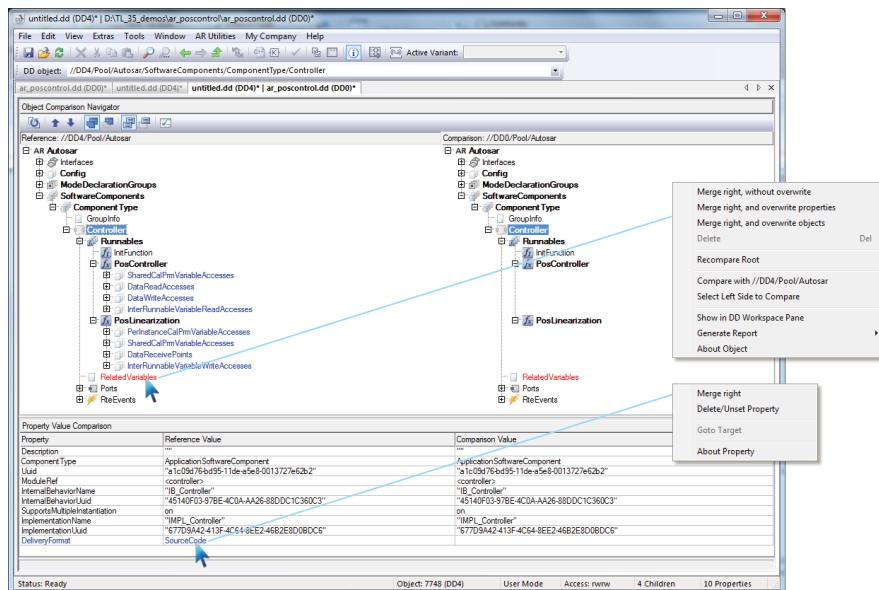 untitled.dd (DD4)* | D:\TL_35_demos\ar_poscontrol\ar_poscontrol.dd (DD0)*
File Edit View Extras Tools Window AR Utilities My Company Help
Active Variant:
DD object: //DD4/Pool/Autosar/SoftwareComponents/ComponentType/Controller
ar_poscontrol.dd (DD0)* untitled.dd (DD4)* untitled.dd (DD4)* | ar_poscontrol.dd (DD0)*
Object Comparison Navigator
Reference: //DD4/Pool/Autosar Comparison: //DD0/Pool/Autosar
AR Autosar AR Autosar
Interfaces Interfaces
Config Config
ModeDeclarationGroups ModeDeclarationGroups
SoftwareComponents SoftwareComponents
ComponentType ComponentType
GroupInfo GroupInfo
Controller Controller
Runnables Runnables
fx InitFunction fx InitFunction
fx PosController fx PosController
SharedCalPrmVariableAccesses
DataReadAccesses
DataWriteAccesses
InterRunnableVariableReadAccesses
fx PosLinearization fx PosLinearization
PerInstanceCalPrmVariableAccesses
SharedCalPrmVariableAccesses
DataReceivePoints
InterRunnableVariableWriteAccesses
RelatedVariables RelatedVariables
Ports Ports
RteEvents RteEvents
Merge right, without overwrite
Merge right, and overwrite properties
Merge right, and overwrite objects
Delete Del
Recompare Root
Compare with //DD4/Pool/Autosar
Select Left Side to Compare
Show in DD Workspace Pane
Generate Report
About Object
Merge right
Delete/Unset Property
Goto Target
About Property
Property Value Comparison
Property Reference Value Comparison Value
Description "" ""
ComponentType ApplicationSoftwareComponent ApplicationSoftwareComponent
Uuid "a1c09d76-bd95-11de-a5e8-0013727e62b2" "a1c09d76-bd95-11de-a5e8-0013727e62b2"
ModuleRef <controller> <controller>
InternalBehaviorName "IB_Controller" "IB_Controller"
InternalBehaviorUuid "45140F03-97BE-4C0A-AA26-88DDC1C360C3" "45140F03-97BE-4C0A-AA26-88DDC1C360C3"
SupportsMultipleInstantiation on on
ImplementationName "IMPL_Controller" "IMPL_Controller"
ImplementationUuid "677D9A42-413F-4C64-8EE2-46B2E8D0BDC6" "677D9A42-413F-4C64-8EE2-46B2E8D0BDC6"
DeliveryFormat SourceCode
Status: Ready Object: 7748 (DD4) User Mode Access: rwrw 4 Children 10 Properties